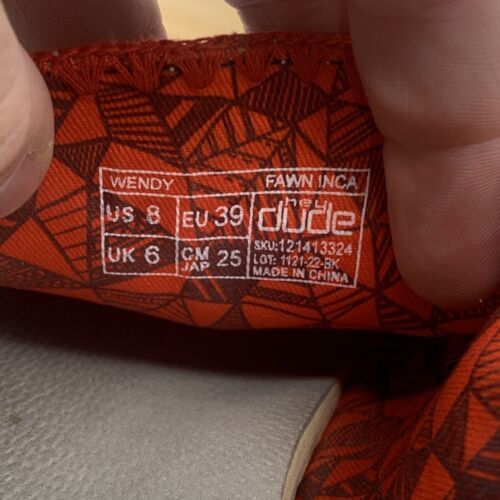 WENDY FAWN INCA
US 8 EU 39 hey dude
SKU:121413324
UK 6 CM JAP 25 LOT: 1121-22-BK
MADE IN CHINA